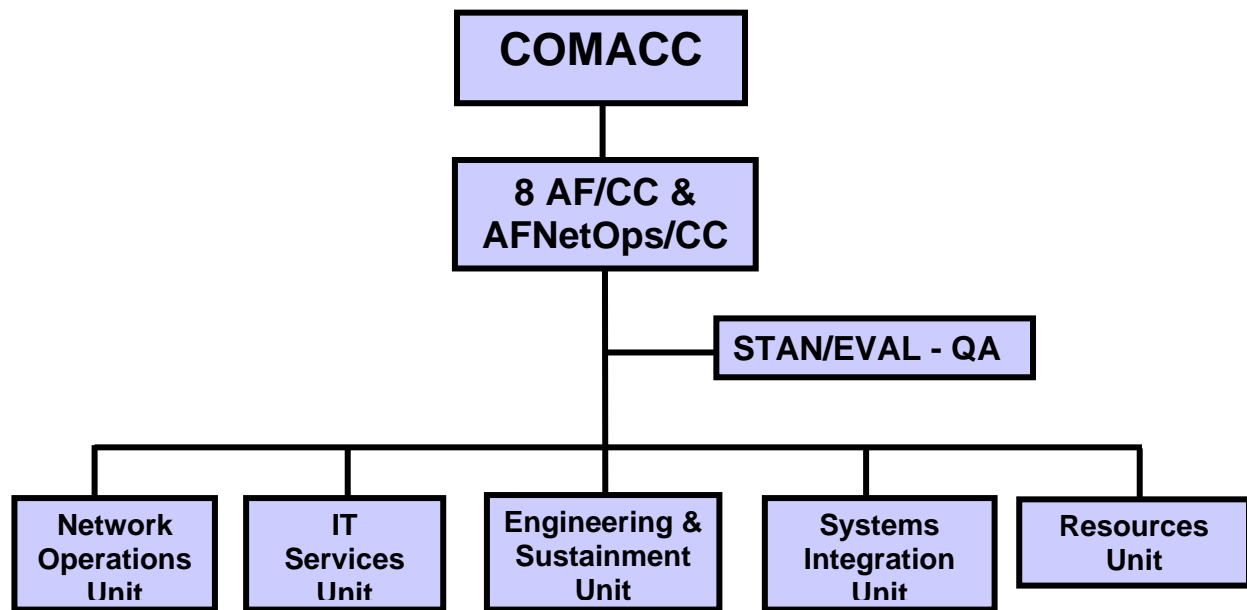 COMACC
8 AF/CC &
AFNetOps/CC
STAN/EVAL - QA
Network
Operations
Unit
IT
Services
Unit
Engineering &
Sustainment
Unit
Systems
Integration
Unit
Resources
Unit